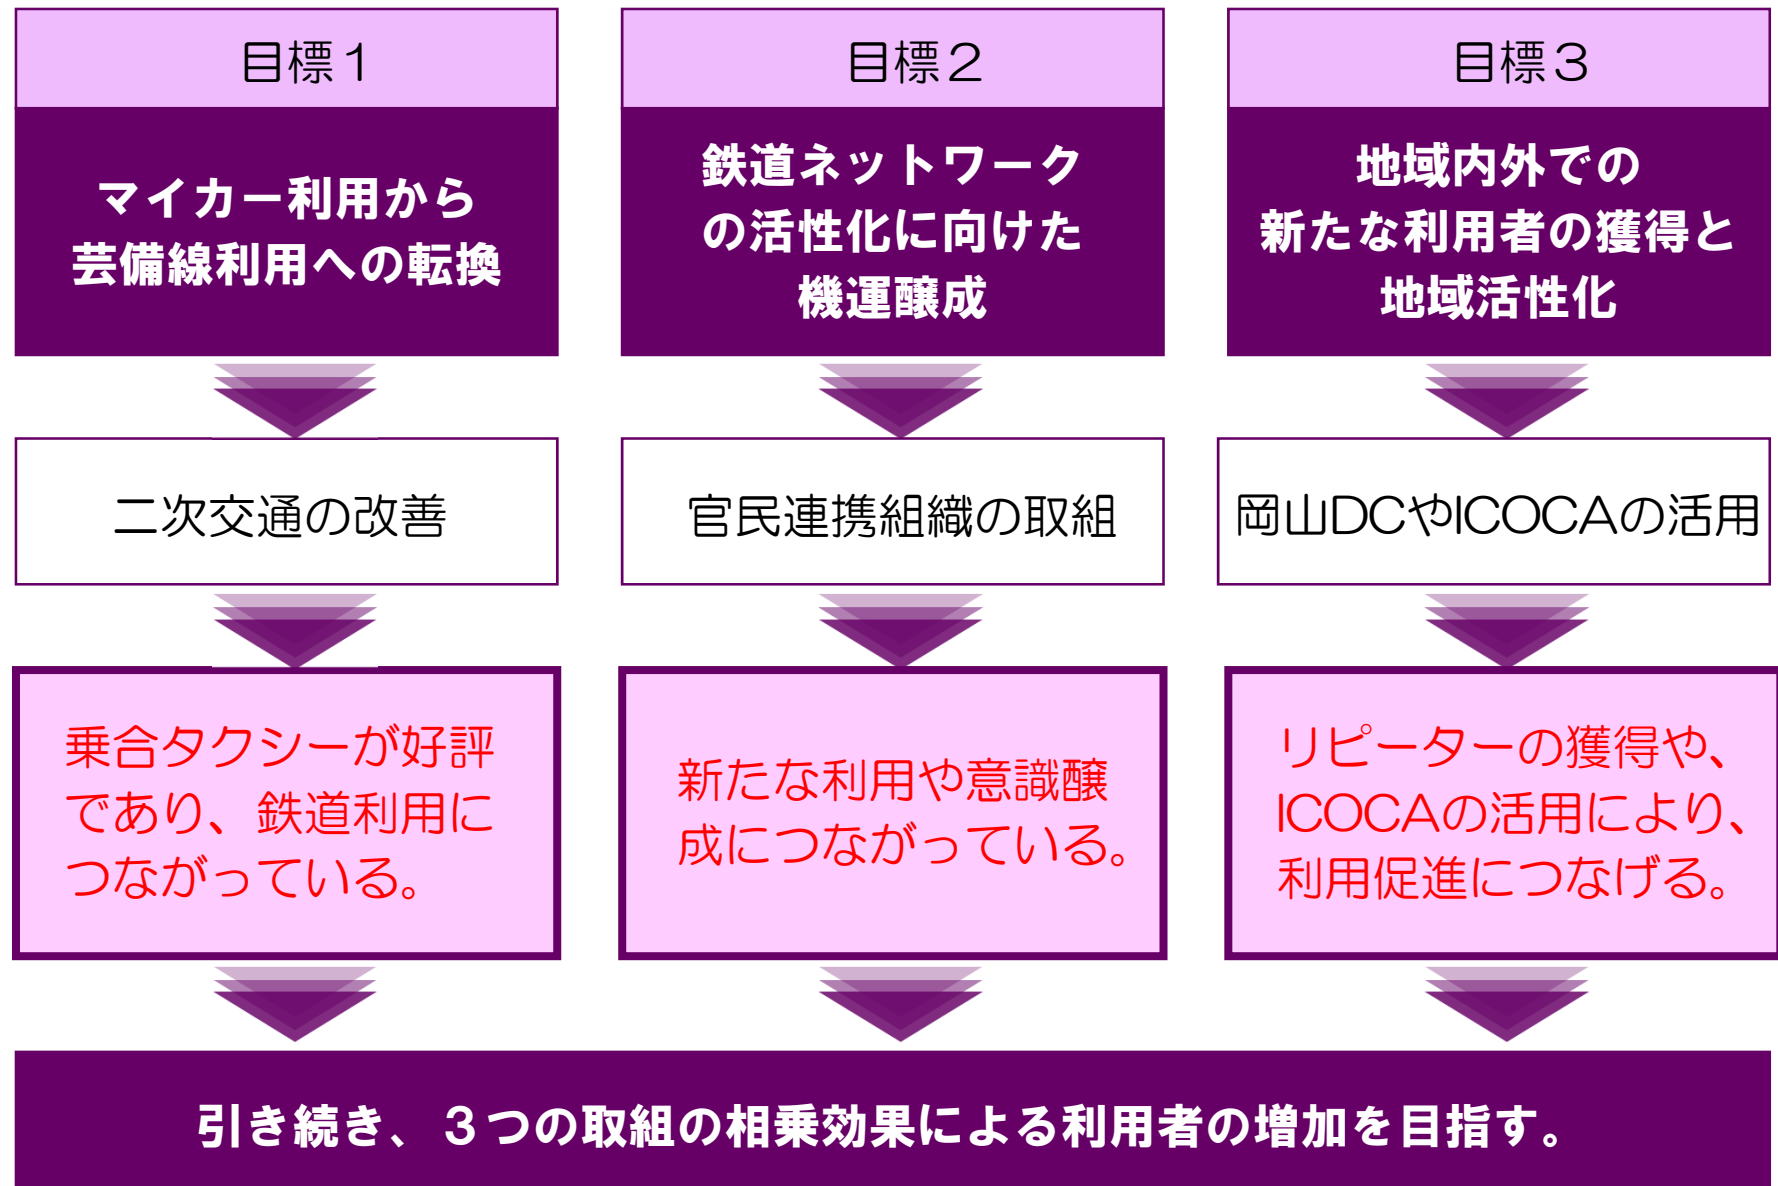 目標１
マイカー利用から
芸備線利用への転換
二次交通の改善
乗合タクシーが好評
であり、鉄道利用に
つながっている。
目標２
鉄道ネットワーク
の活性化に向けた
機運醸成
官民連携組織の取組
新たな利用や意識醸
成につながっている。
目標３
地域内外での
新たな利用者の獲得と
地域活性化
岡山DCやICOCAの活用
リピーターの獲得や、
ICOCAの活用により、
利用促進につなげる。
引き続き、３つの取組の相乗効果による利用者の増加を目指す。